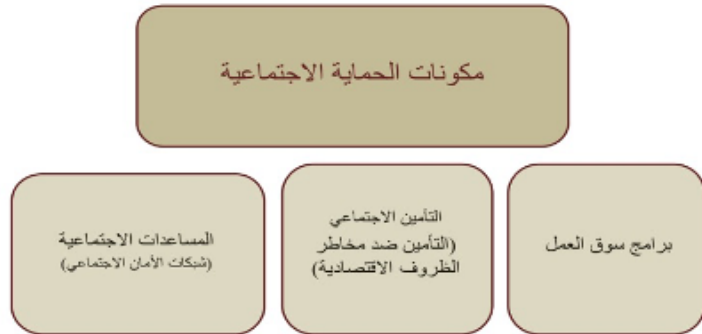 مكونات الحماية الاجتماعية
برامج سوق العمل
التأمين الاجتماعي
(التأمين ضد مخاطر
الظروف الاقتصادية)
المساعدات الاجتماعية
(شبكات الأمان الاجتماعي)